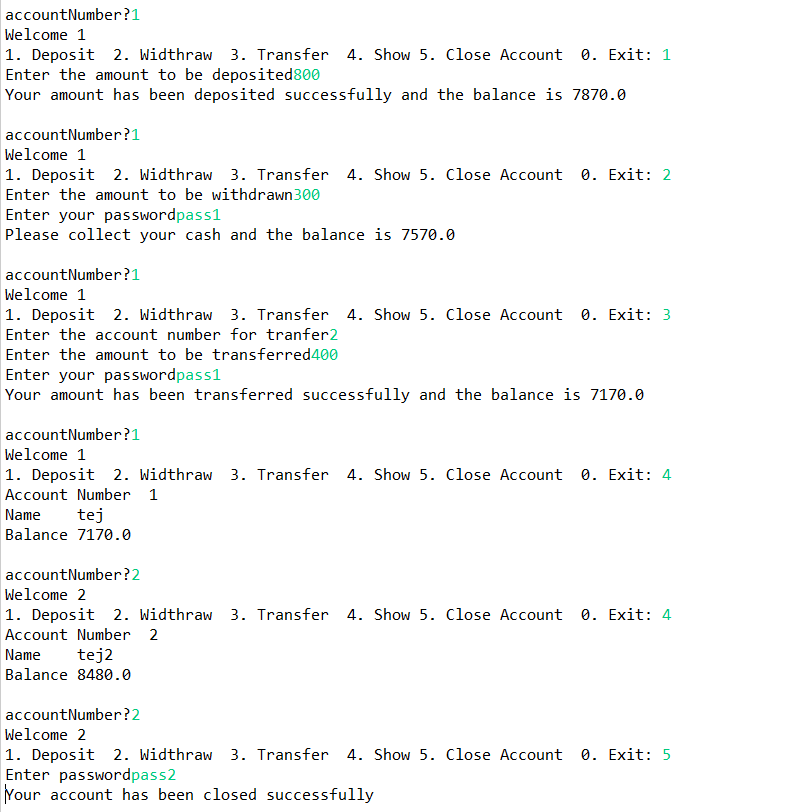 accountNumber?1
Welcome 1
1. Deposit  2. Widthraw  3. Transfer  4. Show 5. Close Account  0. Exit: 1
Enter the amount to be deposited800
Your amount has been deposited successfully and the balance is 7870.0

accountNumber?1
Welcome 1
1. Deposit  2. Widthraw  3. Transfer  4. Show 5. Close Account  0. Exit: 2
Enter the amount to be withdrawn300
Enter your passwordpass1
Please collect your cash and the balance is 7570.0

accountNumber?1
Welcome 1
1. Deposit  2. Widthraw  3. Transfer  4. Show 5. Close Account  0. Exit: 3
Enter the account number for tranfer2
Enter the amount to be transferred400
Enter your passwordpass1
Your amount has been transferred successfully and the balance is 7170.0

accountNumber?1
Welcome 1
1. Deposit  2. Widthraw  3. Transfer  4. Show 5. Close Account  0. Exit: 4
Account Number  1
Name    tej
Balance 7170.0

accountNumber?2
Welcome 2
1. Deposit  2. Widthraw  3. Transfer  4. Show 5. Close Account  0. Exit: 4
Account Number  2
Name    tej2
Balance 8480.0

accountNumber?2
Welcome 2
1. Deposit  2. Widthraw  3. Transfer  4. Show 5. Close Account  0. Exit: 5
Enter passwordpass2
Your account has been closed successfully